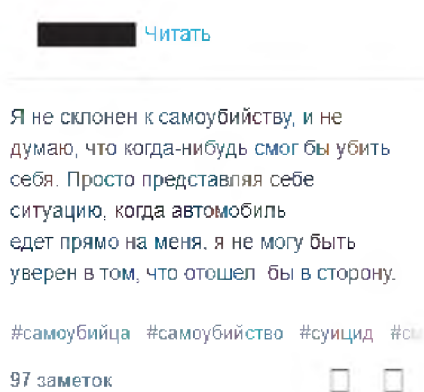 Читать
Я не склонен к самоубийству, и не
думаю, что когда-нибудь смог бы убить
себя. Просто представляя себе
ситуацию, когда автомобиль
едет прямо на меня. я не могу быть
уверен в том, что отошел бы в сторону.
#самоубийца #самоубийство #суицид
97 заметок